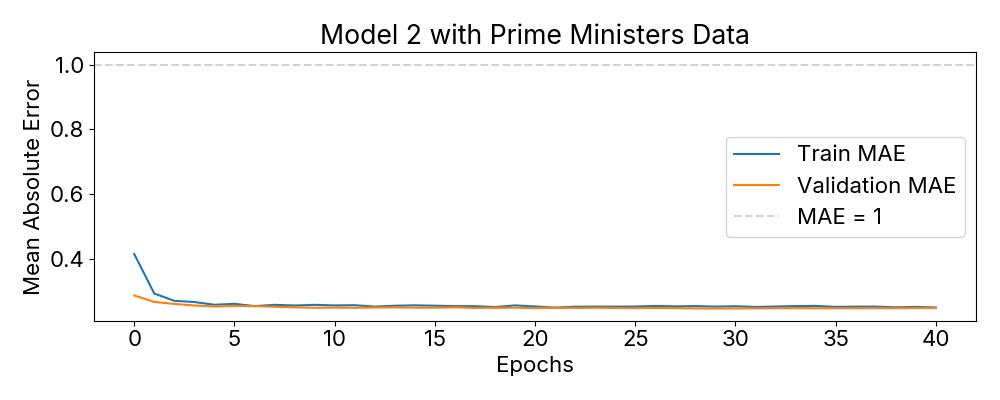 Model 2 with Prime Ministers Data
Mean Absolute Error
1.0
0.8
0.6
0.4
Train MAE
Validation MAE
MAE = 1
0 5 10 15 20 25 30 35 40
Epochs